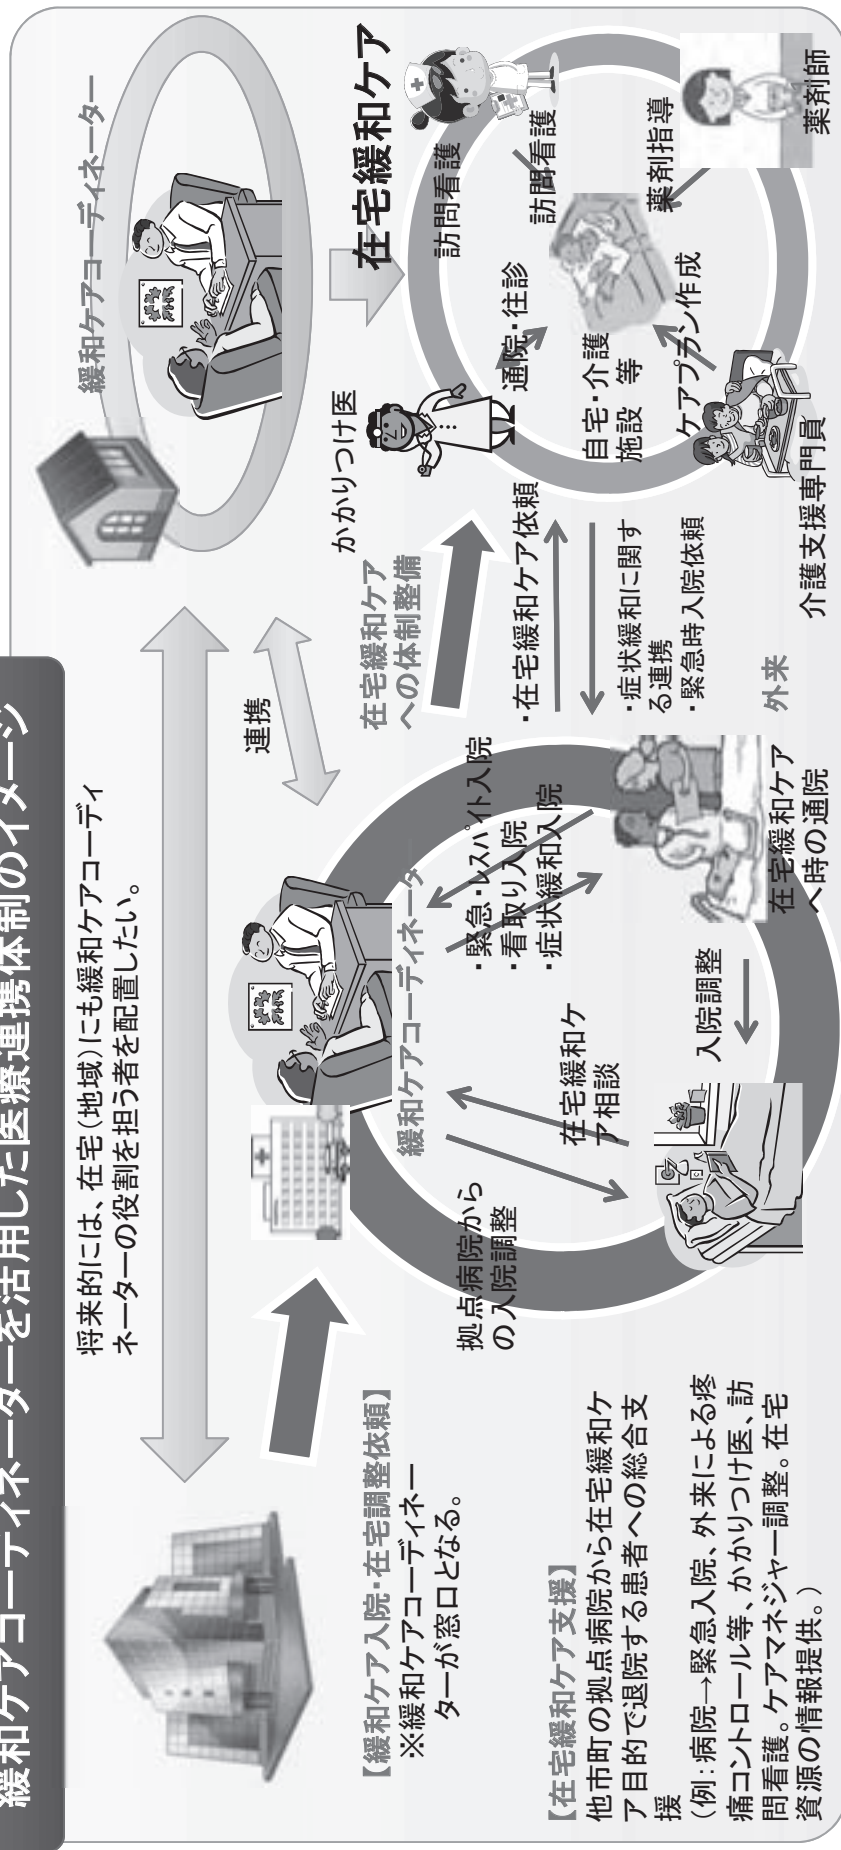 緩和ケアコーディネーターを活用した医療連携体制のイメージ
将来的には、在宅（地域）にも緩和ケアコーディ
ネーターの役割を担う者を配置したい。
緩和ケアコーディネーター
連携
【緩和ケア入院・在宅調整依頼】
※緩和ケアコーディネー
ターが窓口となる。
【在宅緩和ケア支援】
他市町の拠点病院から在宅緩和ケ
ア目的で退院する患者への総合支
援
（例：病院→緊急入院、外来による疼
痛コントロール等、かかりつけ医、訪
問看護。ケアマネジャー調整。在宅
資源の情報提供。）
緩和ケアコーディネーター
拠点病院から
の入院調整
在宅緩和ケ
ア相談
・緊急・レスパイト入院
・看取り入院
・症状緩和入院
入院調整
在宅緩和ケア
へ時の通院
外来
在宅緩和ケア
への体制整備
・在宅緩和ケア依頼
・症状緩和に関す
る連携
・緊急時入院依頼
在宅緩和ケア
かかりつけ医
訪問看護
通院・往診
訪問看護
自宅・介護
施設 等
薬剤指導
薬剤師
ケアプラン作成
介護支援専門員